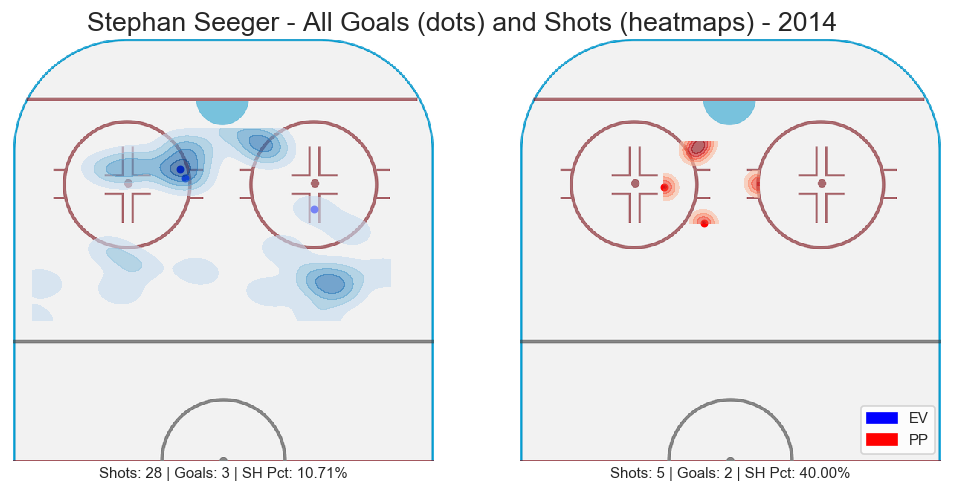 Stephan Seeger - All Goals (dots) and Shots (heatmaps) - 2014
EV
PP
Shots: 28 | Goals: 3 | SH Pct: 10.71%
Shots: 5 | Goals: 2 | SH Pct: 40.00%